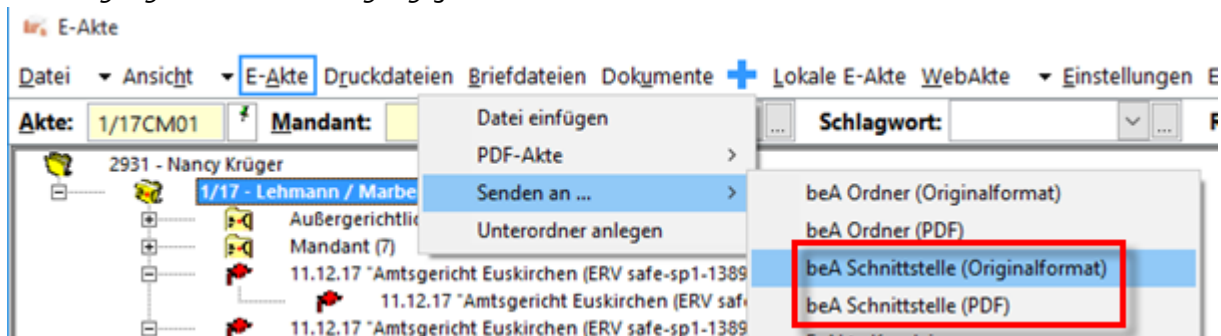 E-Akte
Datei Ansicht E-Akte Druckdateien Briefdateien Dokumente Lokale E-Akte WebAkte Einstellungen
Akte: 1/17CM01 Mandant: ... Schlagwort: ...
2931 - Nancy Krüger
1/17 - Lehmann /
Mandant (7)
11.12.17 "Amtsgericht Euskirchen (ERV safe-sp1-1389
11.12.17 "Amtsgericht Euskirchen (ERV
11.12.17 "Amtsgericht Euskirchen (ERV safe-sp1-1389
Datei einfügen
PDF-Akte >
Senden an ... >
Unterordner anlegen
beA Ordner (Originalformat)
beA Ordner (PDF)
beA Schnittstelle (Originalformat)
beA Schnittstelle (PDF)